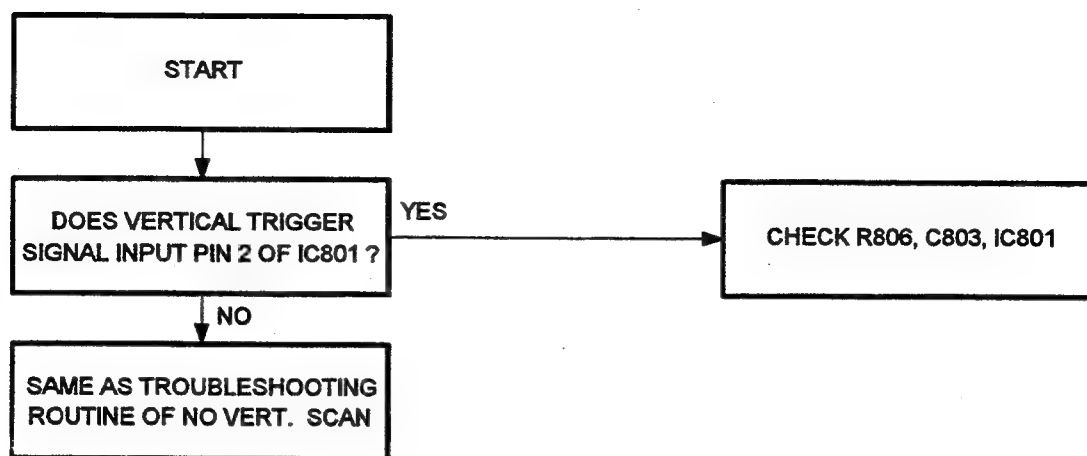 START
DOES VERTICAL TRIGGER
SIGNAL INPUT PIN 2 OF IC801 ?
YES
CHECK R806, C803, IC801
NO
SAME AS TROUBLESHOOTING
ROUTINE OF NO VERT. SCAN